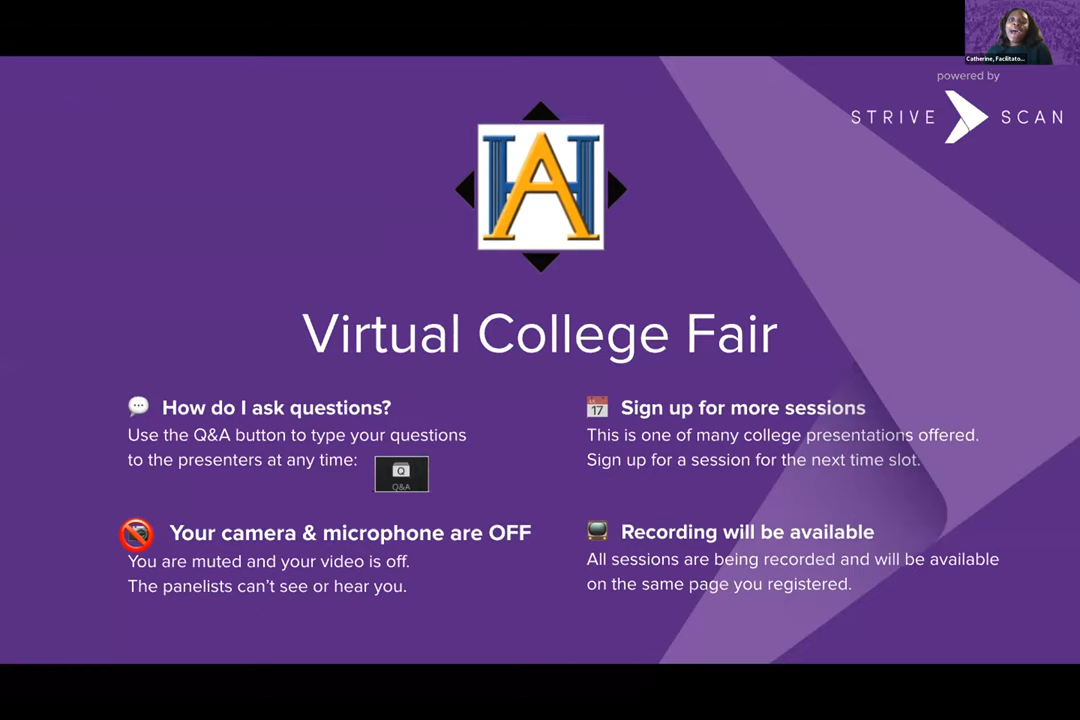 Catherine, Facilitato...
powered by
STRIVE SCAN
HA
Virtual College Fair
How do I ask questions?
Use the Q&A button to type your questions
to the presenters at any time:
Q
Q&A
Your camera & microphone are OFF
You are muted and your video is off.
The panelists can’t see or hear you.
17
Sign up for more sessions
This is one of many college presentations offered.
Sign up for a session for the next time slot.
Recording will be available
All sessions are being recorded and will be available
on the same page you registered.